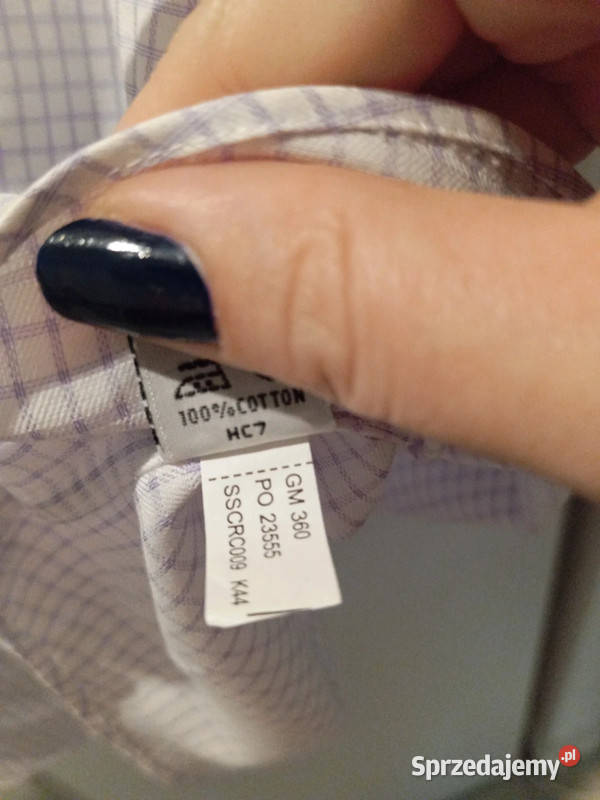 100%COTTON
HC7
GM 360
PO 23555
SSCRC009 K44
Sprzedajemy.pl